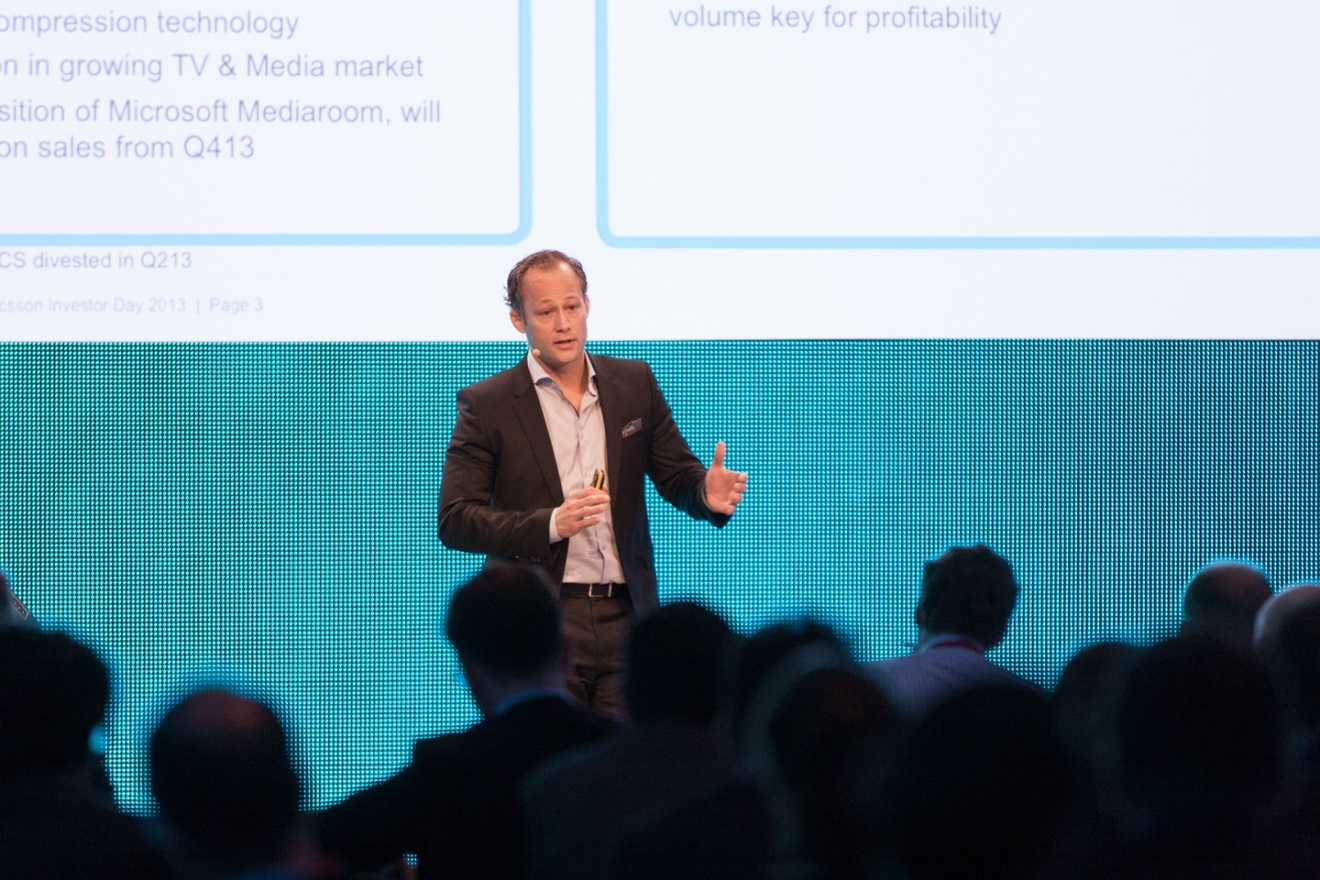 ompression technology
on in growing TV & Media market
sition of Microsoft Mediaroom, will
on sales from Q413
CS divested in Q213
csson Investor Day 2013 | Page 3
volume key for profitability